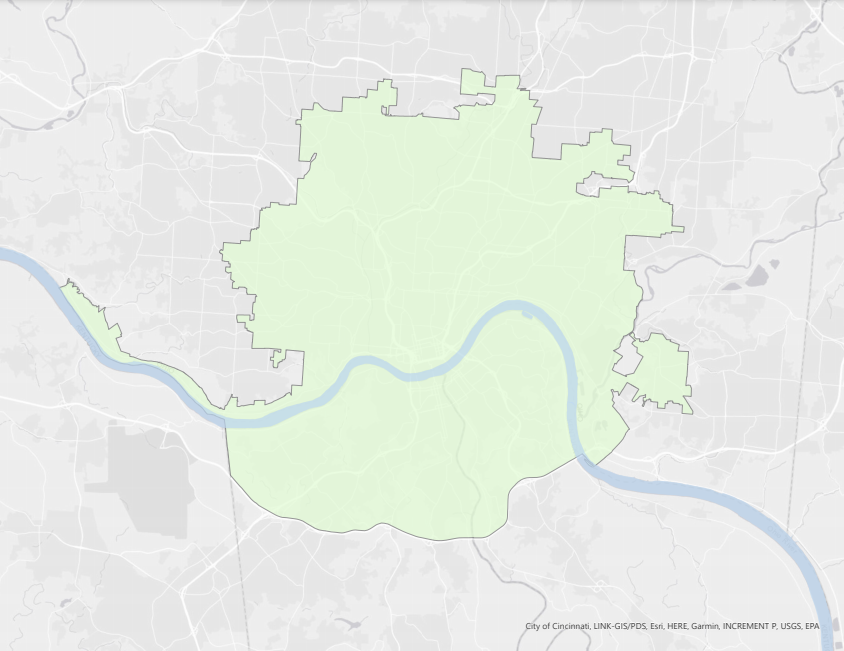 City of Cincinnati, LINK-GIS/PDS, Esri, HERE, Garmin, INCREMENT P, USGS, EPA